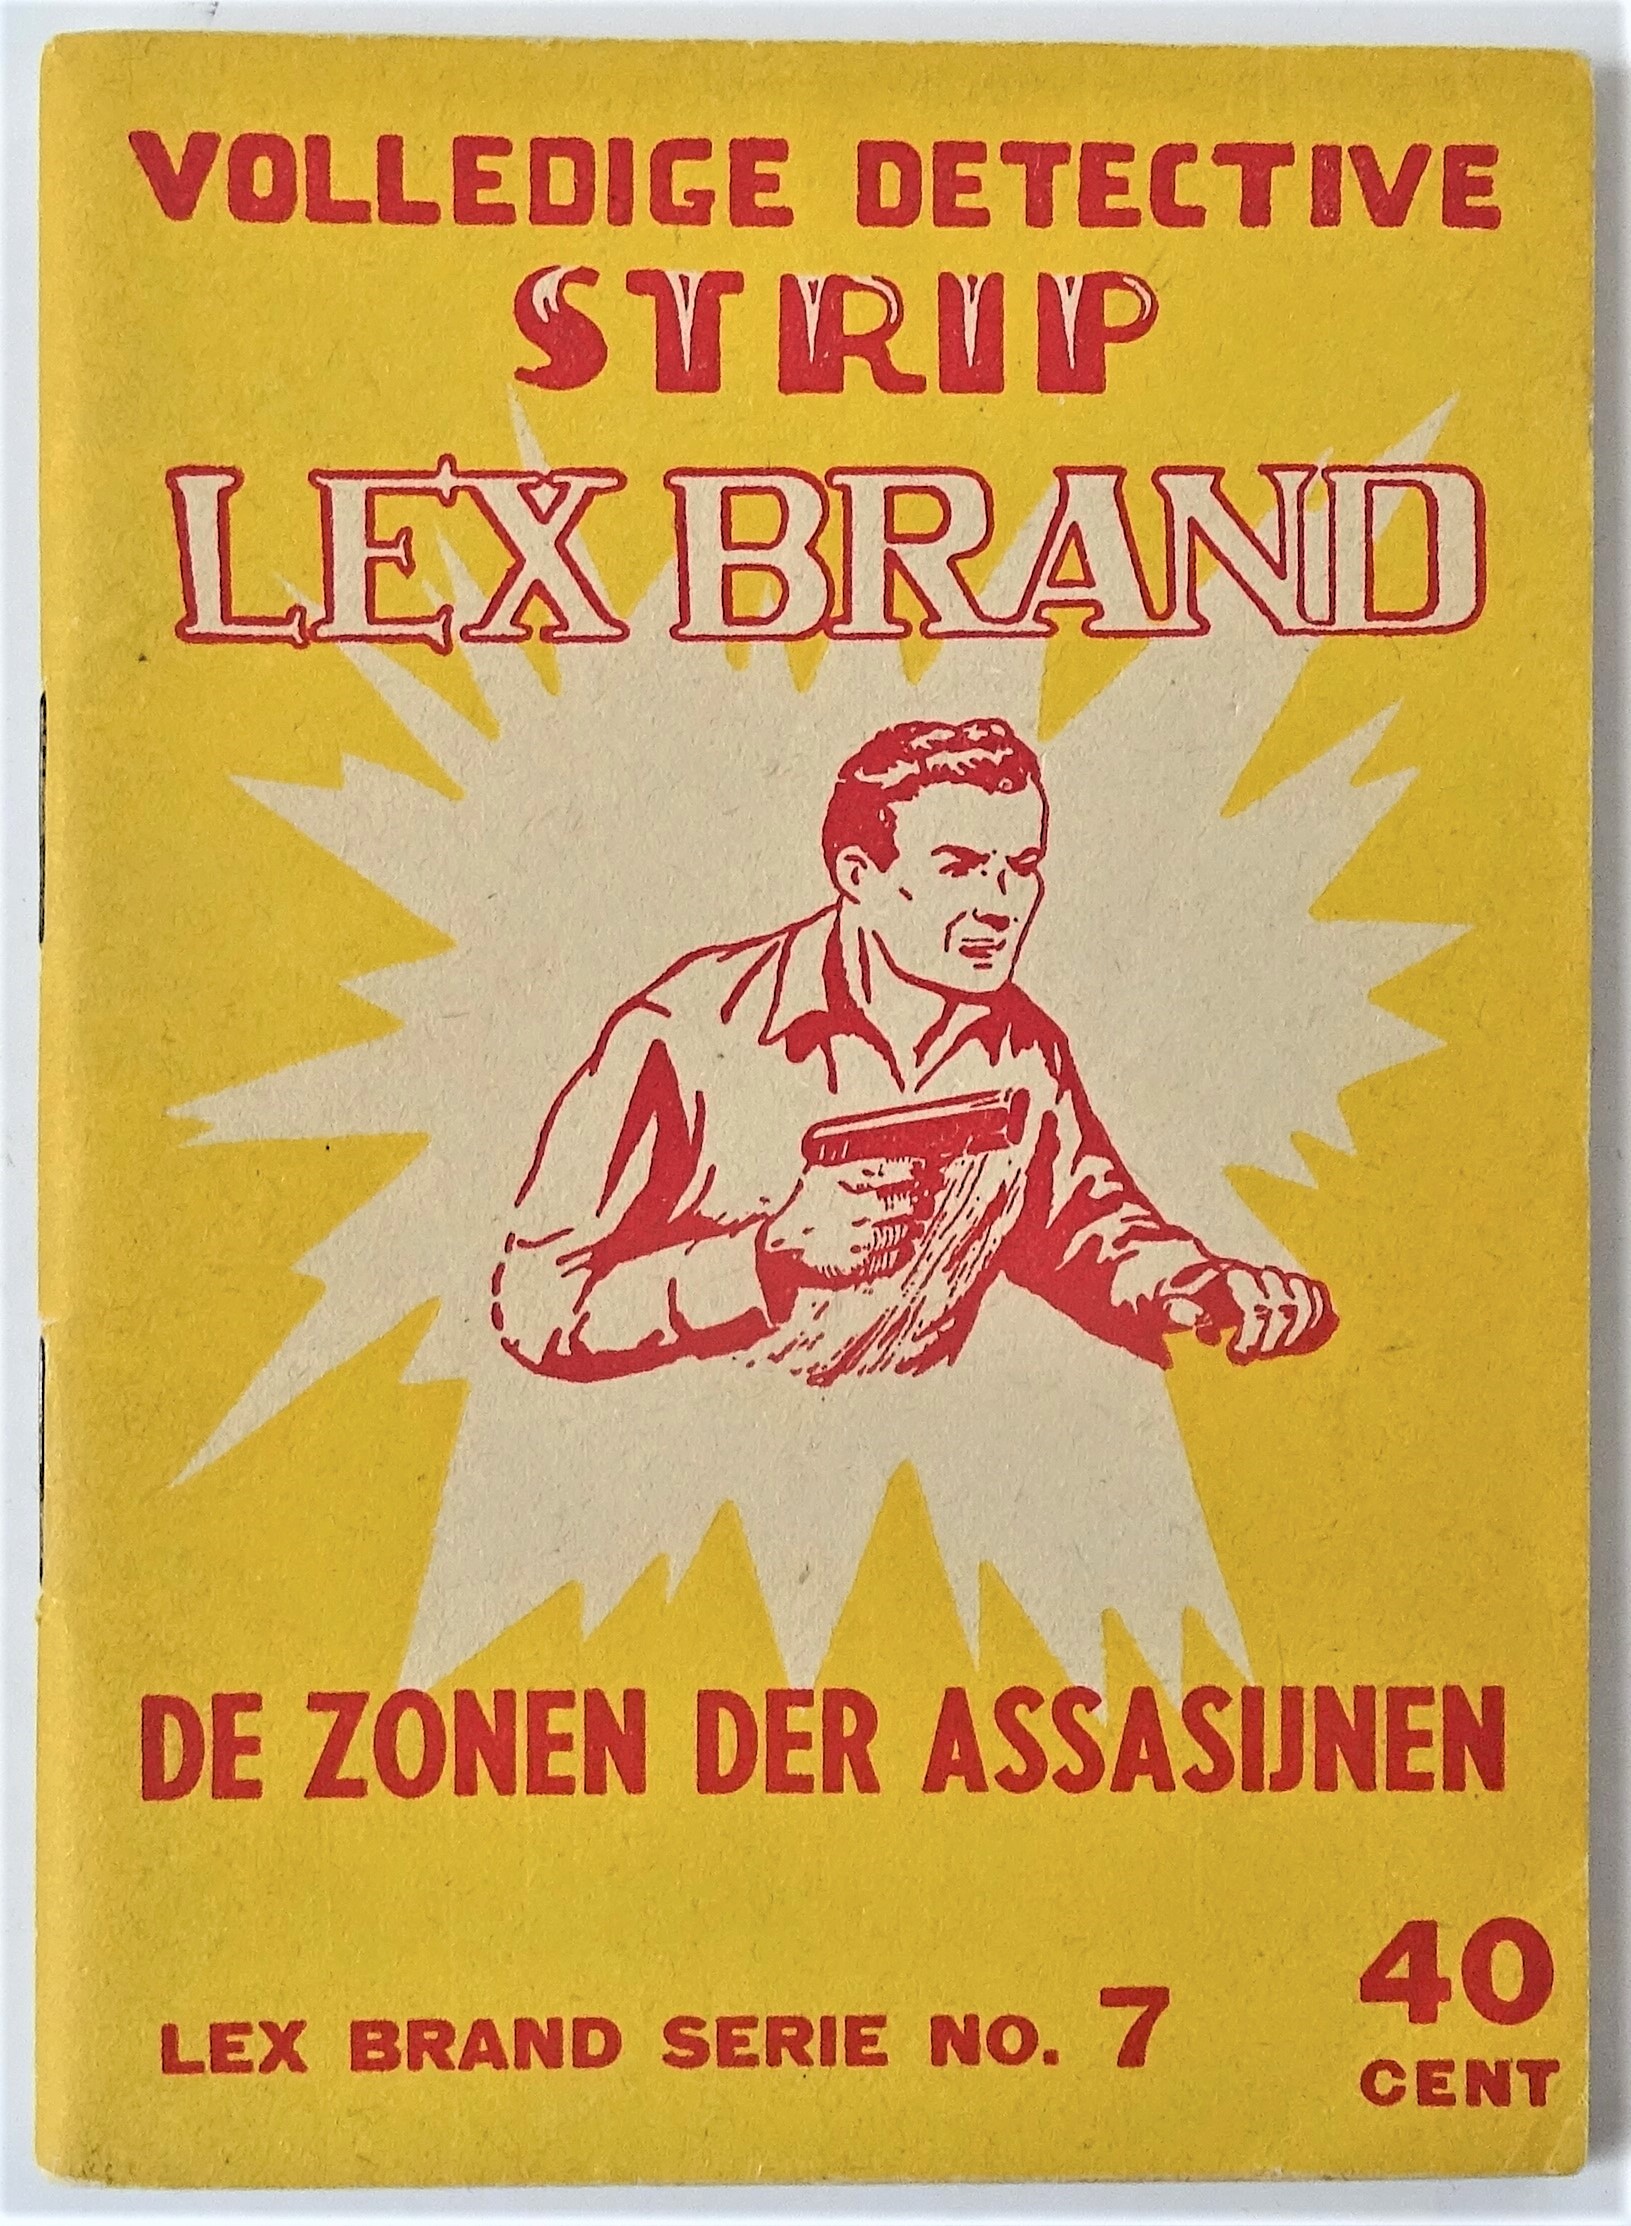 VOLLEDIGE DETECTIVE
STRIP
LEX BRAND
DE ZONEN DER ASSASIJNEN
LEX BRAND SERIE NO. 7
40
CENT